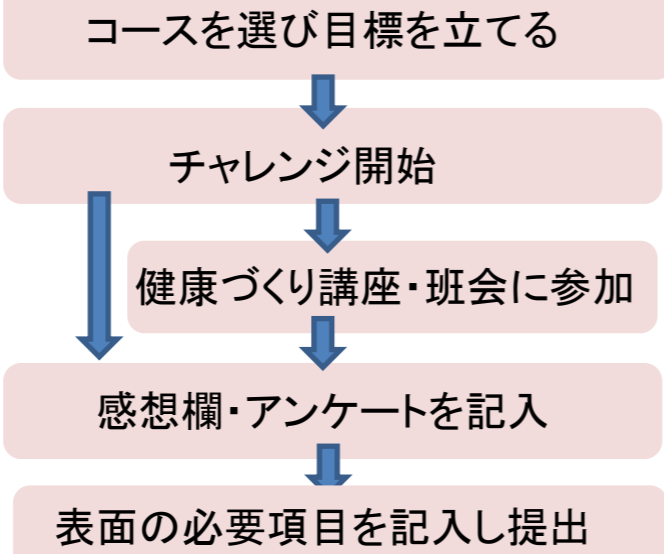 コースを選び目標を立てる
チャレンジ開始
健康づくり講座・班会に参加
感想欄・アンケートを記入
表面の必要項目を記入し提出